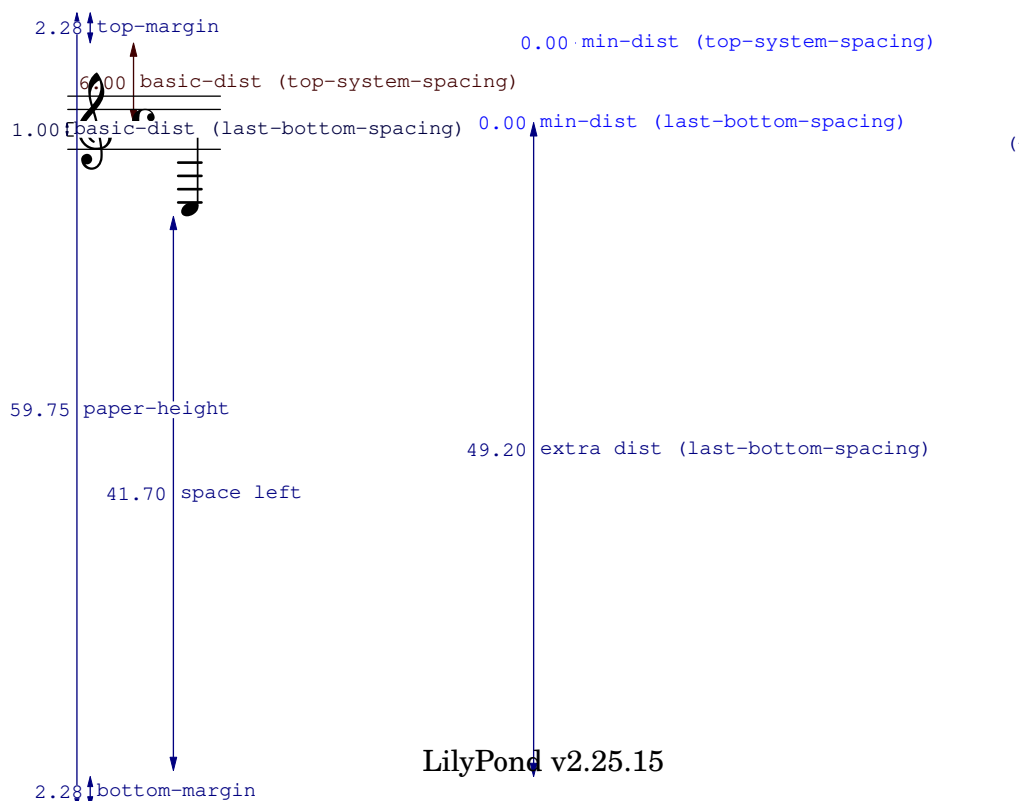 2.28 top-margin
0.00 min-dist (top-system-spacing)
6.00 basic-dist (top-system-spacing)
1.00 basic-dist (last-bottom-spacing)
0.00 min-dist (last-bottom-spacing)
(
59.75 paper-height
49.20 extra dist (last-bottom-spacing)
41.70 space left
LilyPond v2.25.15
2.28 bottom-margin